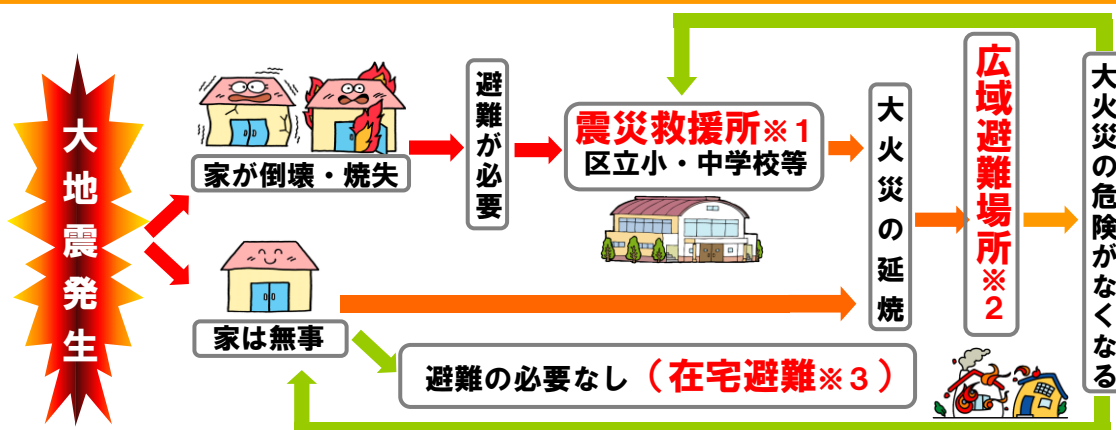 大地震発生
家が倒壊・焼失
避難が必要
震災救援所※1
区立小・中学校等
大火災の延焼
広域避難場所※2
大火災の危険がなくなる
家は無事
避難の必要なし（在宅避難※3）